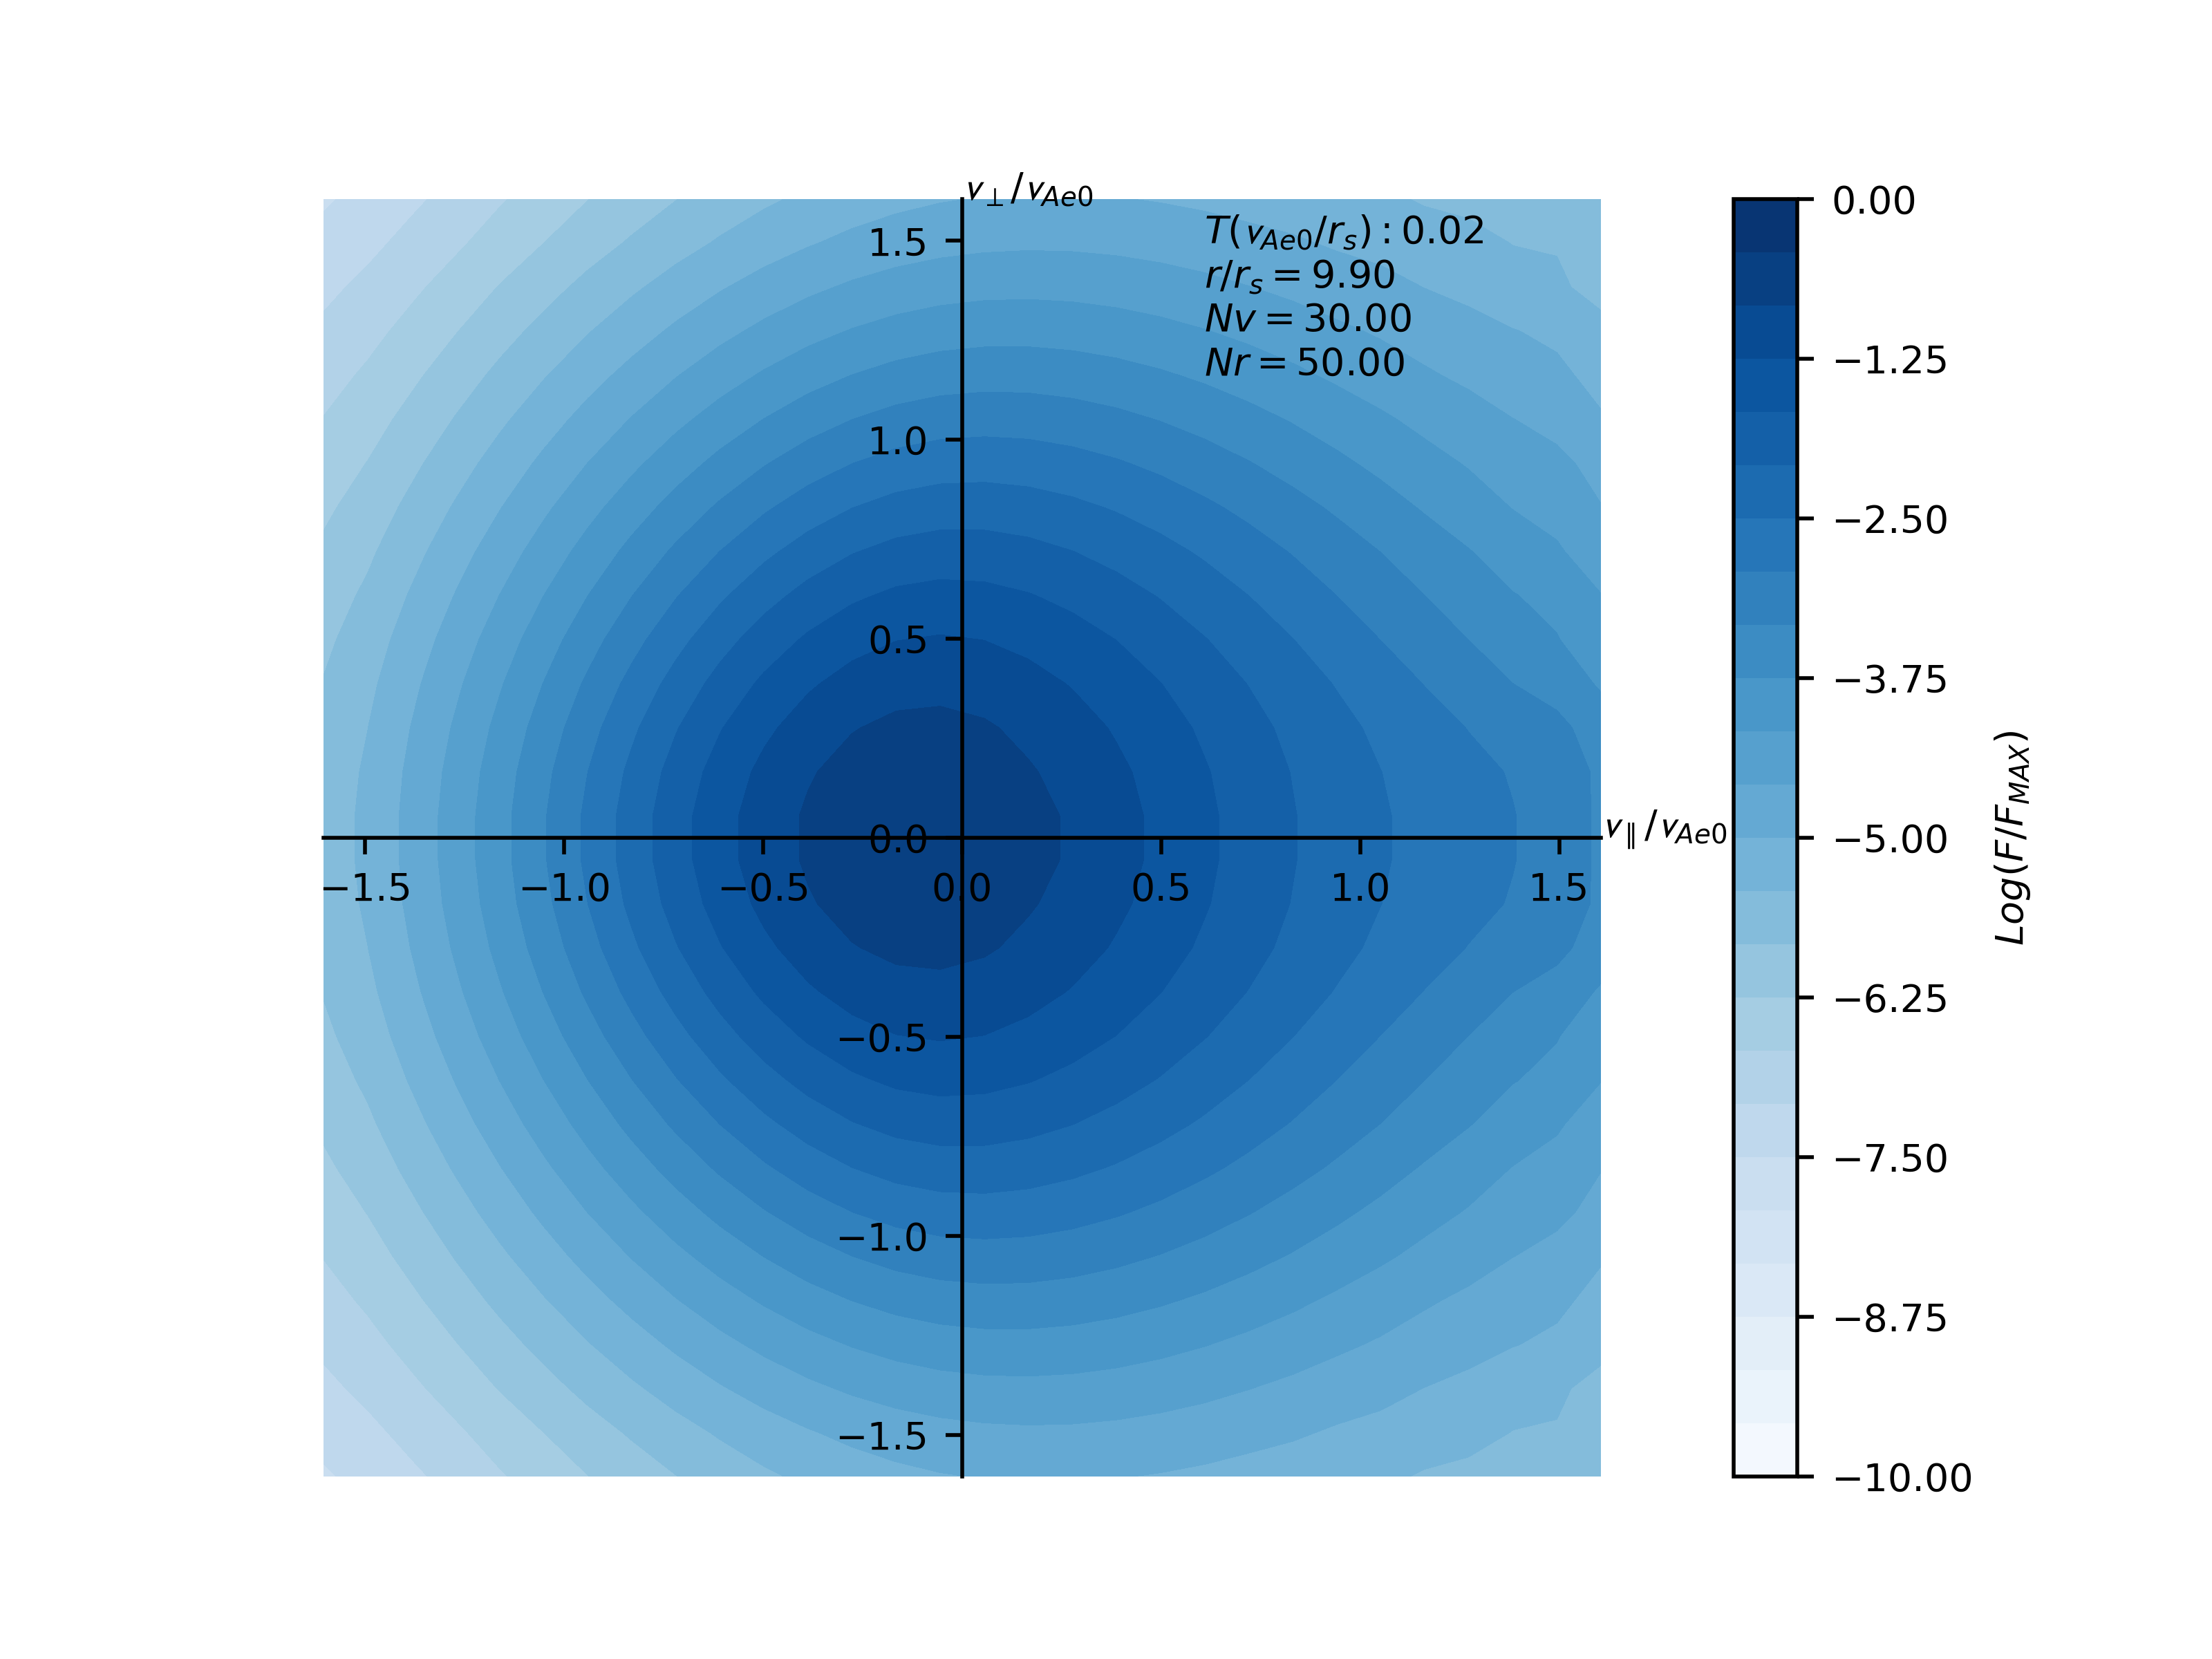 v⊥/vAe0
T(vAe0/rs) : 0.02
r/rs = 9.90
Nv = 30.00
Nr = 50.00
1.5
1.0
0.5
0.0
−0.5
−1.0
−1.5
−1.5 −1.0 −0.5 0.0 0.5 1.0 1.5
v∥/vAe0
0.00
−1.25
−2.50
−3.75
−5.00
−6.25
−7.50
−8.75
−10.00
Log(F/FMAX)